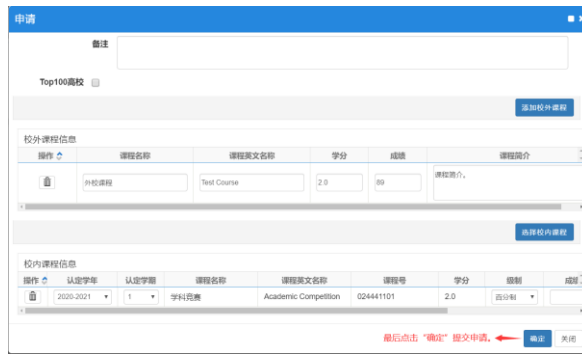 申请
备注
Top100高校
添加校外课程
校外课程信息
操作 课程名称 课程英文名称 学分 成绩 课程简介
外校课程 Test Course 2.0 89 课程简介。
选择校内课程
校内课程信息
操作 认定学年 认定学期 课程名称 课程英文名称 课程号 学分 级制 成绩
2020-2021 1 学科竞赛 Academic Competition 024441101 2.0 百分制
最后点击“确定”提交申请。 确定 关闭